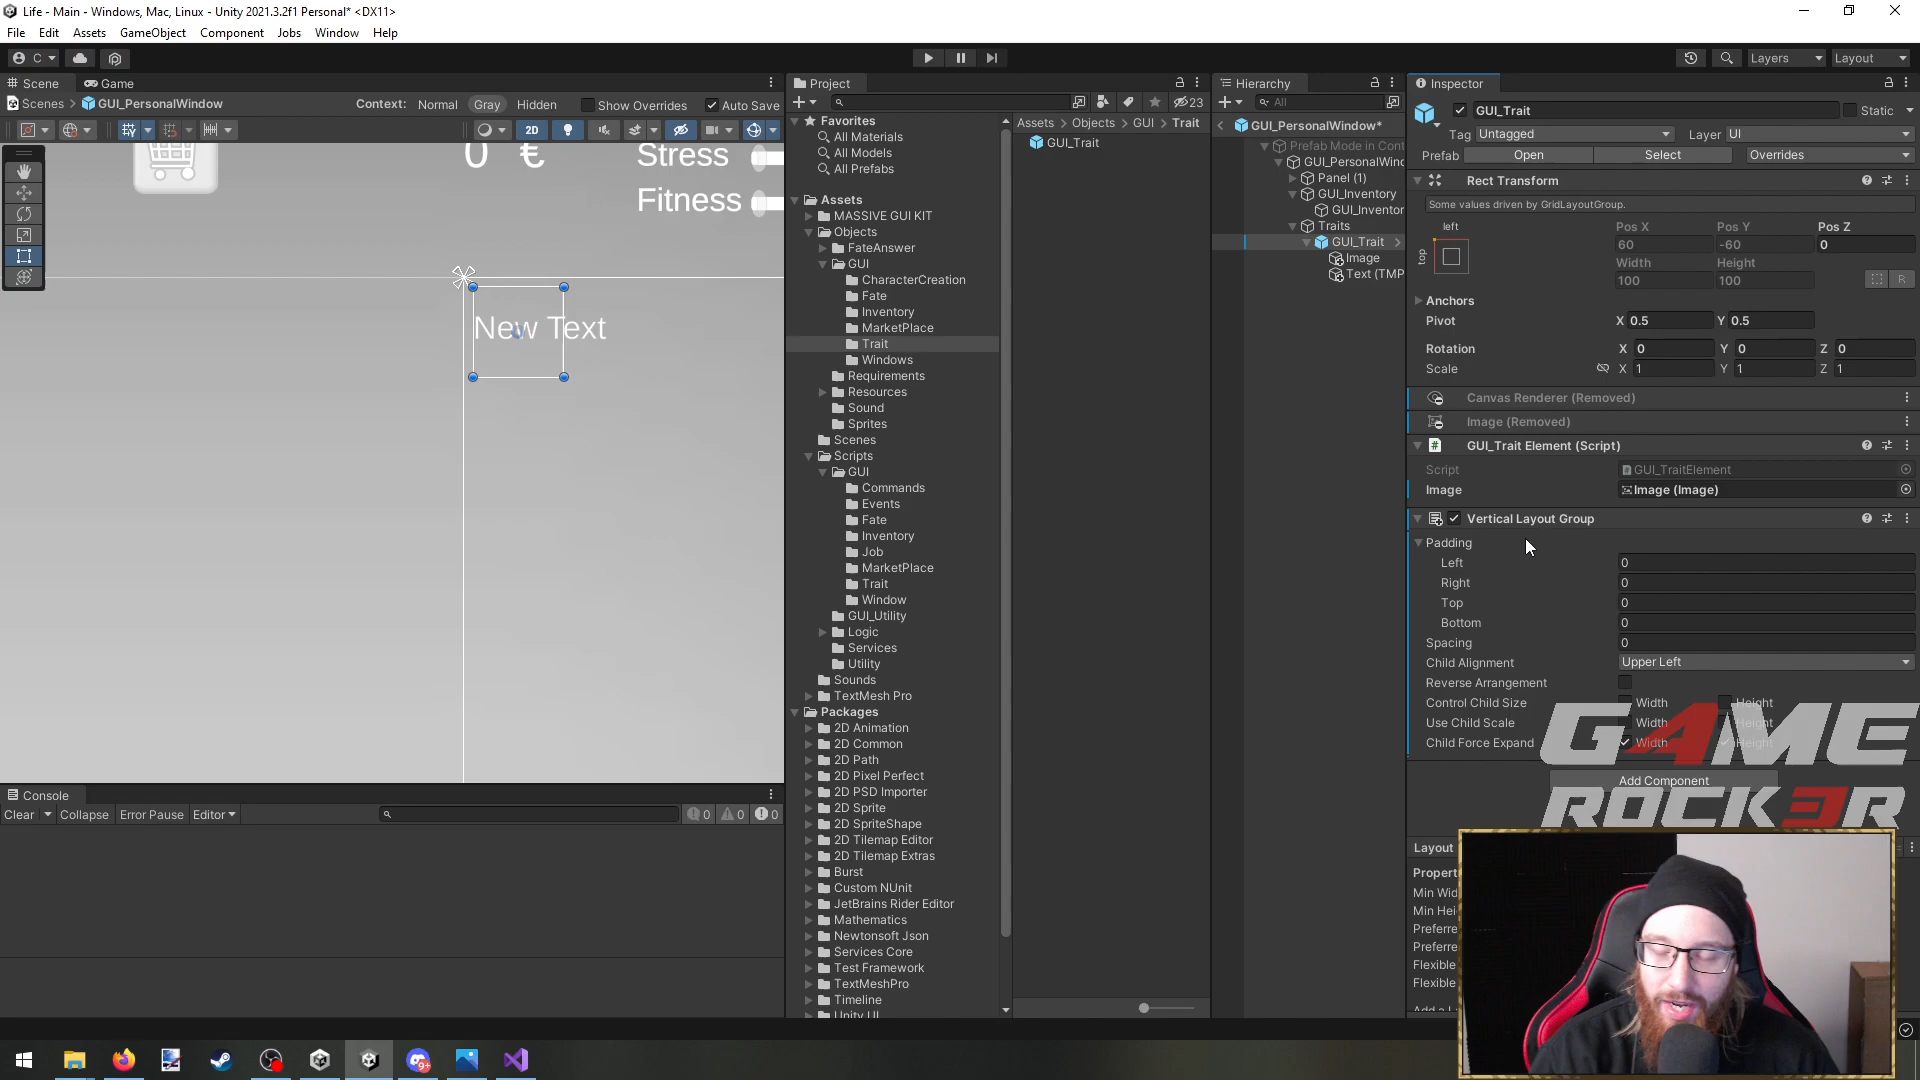 Life - Main - Windows, Mac, Linux - Unity 2021.3.2f1 Personal* <DX11>
File Edit Assets GameObject Component Jobs Window Help
C
Layers
Layout
Scene
Game
Scenes
GUI_PersonalWindow
Context: Normal Gray Hidden Show Overrides Auto Save
2D
0 €
Stress
Fitness
New Text
Console
Clear Collapse Error Pause Editor 0 0 0
Project
23
Favorites
All Materials
All Models
All Prefabs
Assets
MASSIVE GUI KIT
Objects
FateAnswer
GUI
CharacterCreation
Fate
Inventory
MarketPlace
Trait
Windows
Requirements
Resources
Sound
Sprites
Scenes
Scripts
GUI
Commands
Events
Fate
Inventory
Job
MarketPlace
Trait
Window
GUI_Utility
Logic
Services
Utility
Sounds
TextMesh Pro
Packages
2D Animation
2D Common
2D Path
2D Pixel Perfect
2D PSD Importer
2D Sprite
2D SpriteShape
2D Tilemap Editor
2D Tilemap Extras
Burst
Custom NUnit
JetBrains Rider Editor
Mathematics
Newtonsoft Json
Services Core
Test Framework
TextMeshPro
Timeline
Unity UI
Assets > Objects > GUI > Trait
GUI_Trait
Hierarchy
All
GUI_PersonalWindow*
Prefab Mode in Cont
GUI_PersonalWind
Panel (1)
GUI_Inventory
GUI_Inventor
Traits
GUI_Trait
Image
Text (TMP
Inspector
GUI_Trait Static
Tag Untagged Layer UI
Prefab Open Select Overrides
Rect Transform
Some values driven by GridLayoutGroup.
left Pos X Pos Y Pos Z
top 60 -60 0
Width Height
100 100 R
Anchors
Pivot X 0.5 Y 0.5
Rotation X 0 Y 0 Z 0
Scale X 1 Y 1 Z 1
Canvas Renderer (Removed)
Image (Removed)
# GUI_Trait Element (Script)
Script GUI_TraitElement
Image Image (Image)
Vertical Layout Group
Padding
Left 0
Right 0
Top 0
Bottom 0
Spacing 0
Child Alignment Upper Left
Reverse Arrangement
Control Child Size Width Height
Use Child Scale Width Height
Child Force Expand Width Height
Add Component
GAME
ROCK3R
Layout
Propert
Min Wid
Min Hei
Preferre
Preferre
Flexible
Flexible
9+